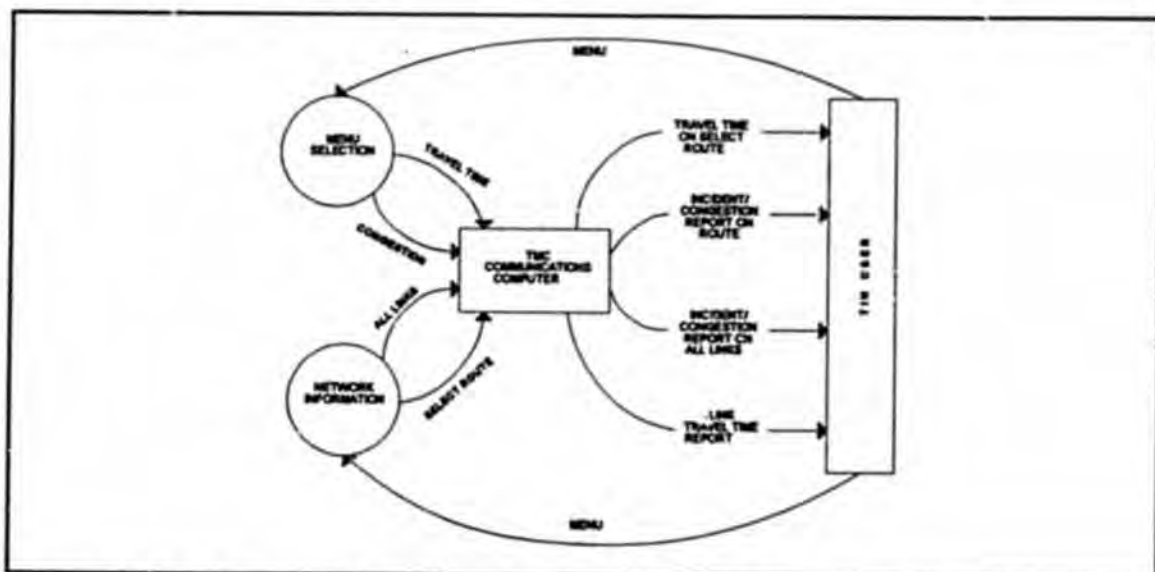 MENU
MENU
SELECTION
TRAVEL TIME
CONGESTION
TMC
COMMUNICATIONS
COMPUTER
ALL LINKS
SELECT ROUTE
NETWORK
INFORMATION
TRAVEL TIME
ON SELECT
ROUTE
INCIDENT/
CONGESTION
REPORT ON
ROUTE
INCIDENT/
CONGESTION
REPORT ON
ALL LINKS
LINK
TRAVEL TIME
REPORT
USER
MENU